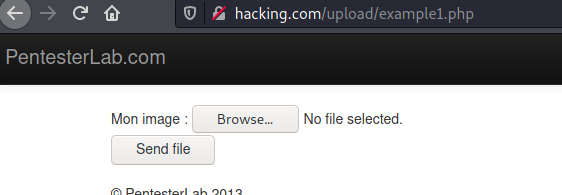 hacking.com/upload/example1.php
PentesterLab.com
Mon image : Browse... No file selected.
Send file
© PentesterLab 2013